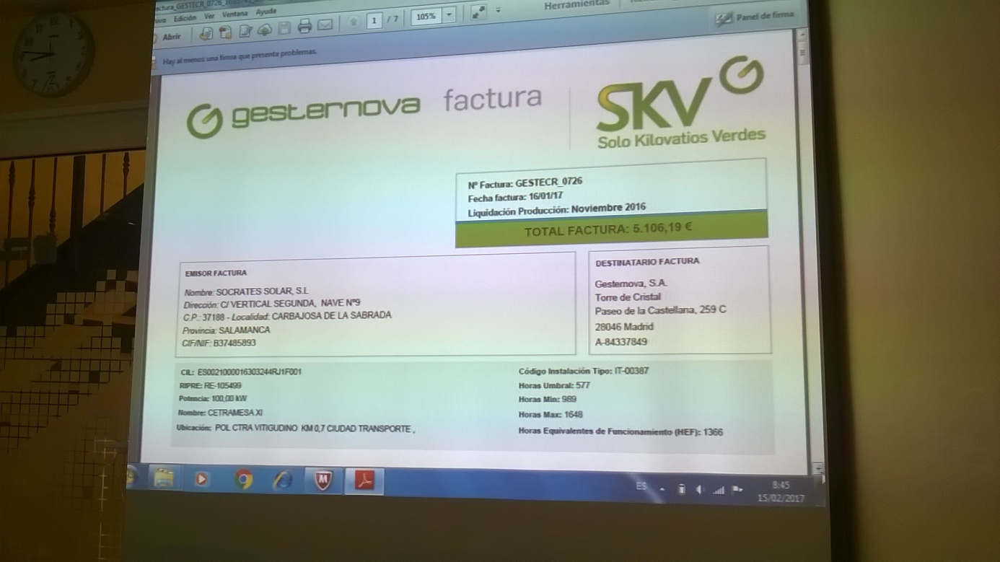 Edición Ver Ventana Ayuda
Herramientas
Abrir
1 / 7
105%
Panel de firma
Hay al menos una firma que presenta problemas.
gesternova factura
SKV
Solo Kilovatios Verdes
Nº Factura: GESTECR_0726
Fecha factura: 16/01/17
Liquidación Producción: Noviembre 2016
TOTAL FACTURA: 5.106,19 €
EMISOR FACTURA
Nombre: SOCRATES SOLAR, S.L
Dirección: C/ VERTICAL SEGUNDA, NAVE Nº9
C.P.: 37188 - Localidad: CARBAJOSA DE LA SABRADA
Provincia: SALAMANCA
CIF/NIF: B37485893
DESTINATARIO FACTURA
Gesternova, S.A.
Torre de Cristal
Paseo de la Castellana, 259 C
28046 Madrid
A-84337849
CIL: ES0021000016303244RJ1F001
RIPRE: RE-105499
Potencia: 100,00 kW
Nombre: CETRAMESA XI
Ubicación: POL CTRA VITIGUDINO KM 0,7 CIUDAD TRANSPORTE ,
Código Instalación Tipo: IT-00387
Horas Umbral: 577
Horas Min: 989
Horas Max: 1648
Horas Equivalentes de Funcionamiento (HEF): 1366
ES
8:45
15/02/2017